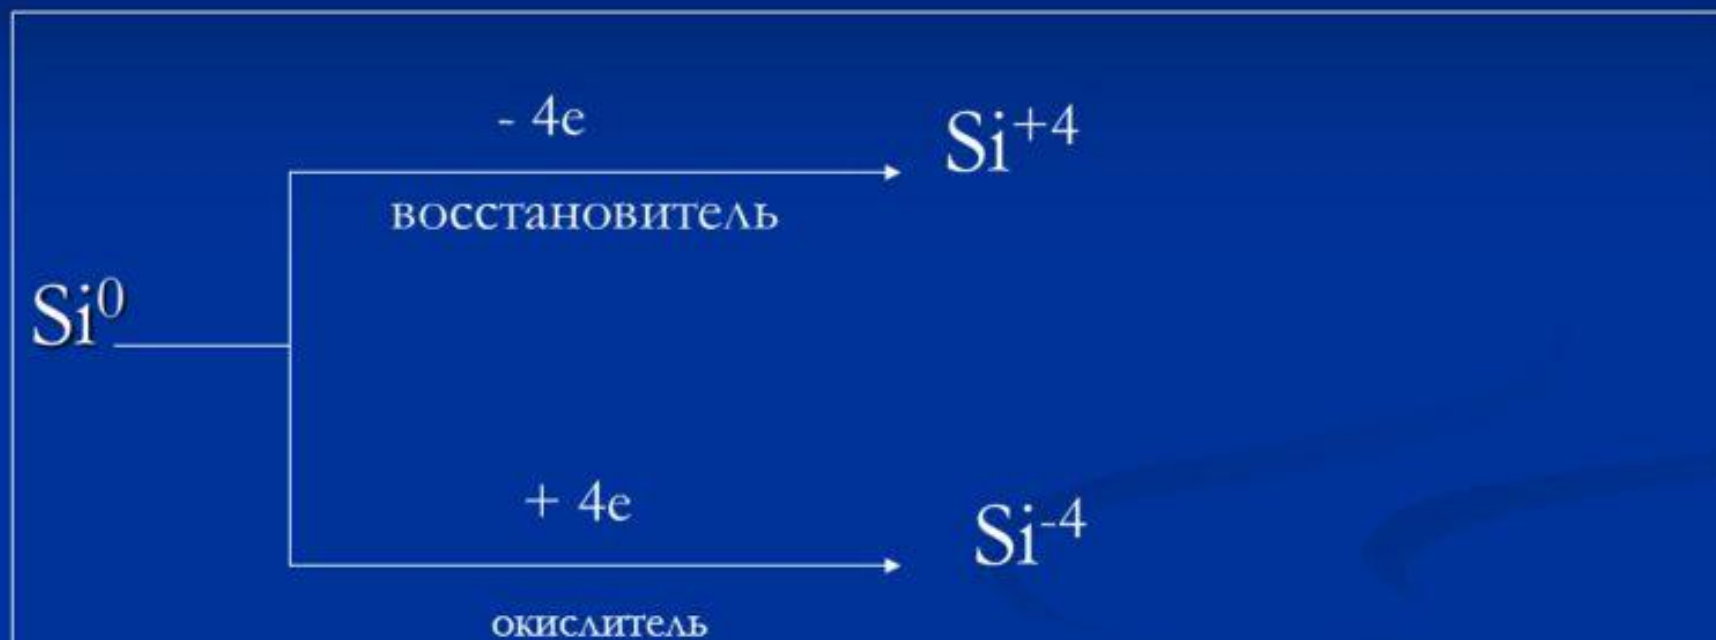 - 4e
Si⁺⁴
восстановитель
Si⁰
+ 4e
Si⁻⁴
окислитель